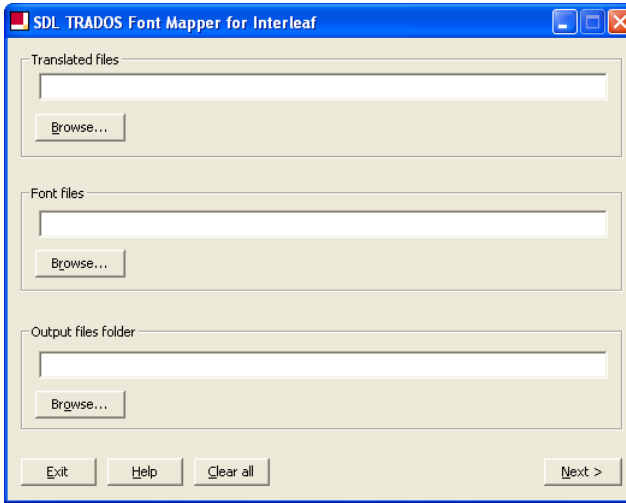 SDL TRADOS Font Mapper for Interleaf
Translated files
Browse...
Font files
Browse...
Output files folder
Browse...
Exit Help Clear all Next >